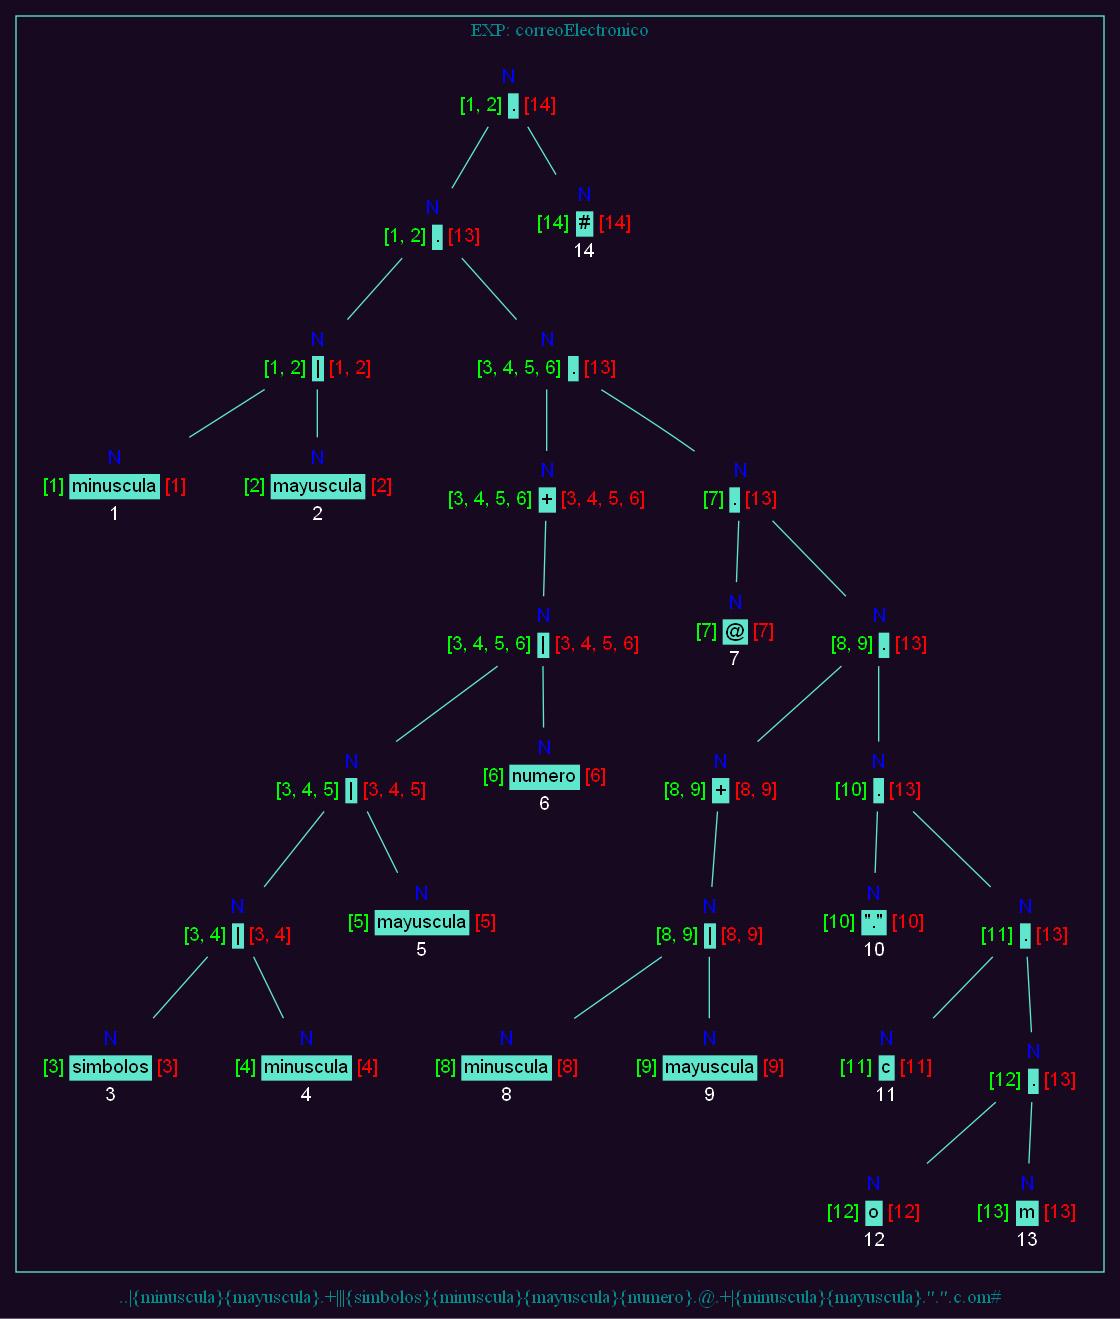 EXP: correoElectronico
N
[1, 2] . [14]
N
[14] # [14]
14
N
[1, 2] . [13]
N
[1, 2] | [1, 2]
N
[3, 4, 5, 6] . [13]
N
[1] minuscula [1]
1
N
[2] mayuscula [2]
2
N
[3, 4, 5, 6] + [3, 4, 5, 6]
N
[7] . [13]
N
[7] @ [7]
7
N
[3, 4, 5, 6] | [3, 4, 5, 6]
N
[8, 9] . [13]
N
[3, 4, 5] | [3, 4, 5]
N
[6] numero [6]
6
N
[8, 9] + [8, 9]
N
[10] . [13]
N
[3, 4] | [3, 4]
N
[5] mayuscula [5]
5
N
[8, 9] | [8, 9]
N
[10] "." [10]
10
N
[11] . [13]
N
[3] simbolos [3]
3
N
[4] minuscula [4]
4
N
[8] minuscula [8]
8
N
[9] mayuscula [9]
9
N
[11] c [11]
11
N
[12] . [13]
N
[12] o [12]
12
N
[13] m [13]
13
..|{minuscula}{mayuscula}.+|||{simbolos}{minuscula}{mayuscula}{numero}.@.+|{minuscula}{mayuscula}.".".c.om#